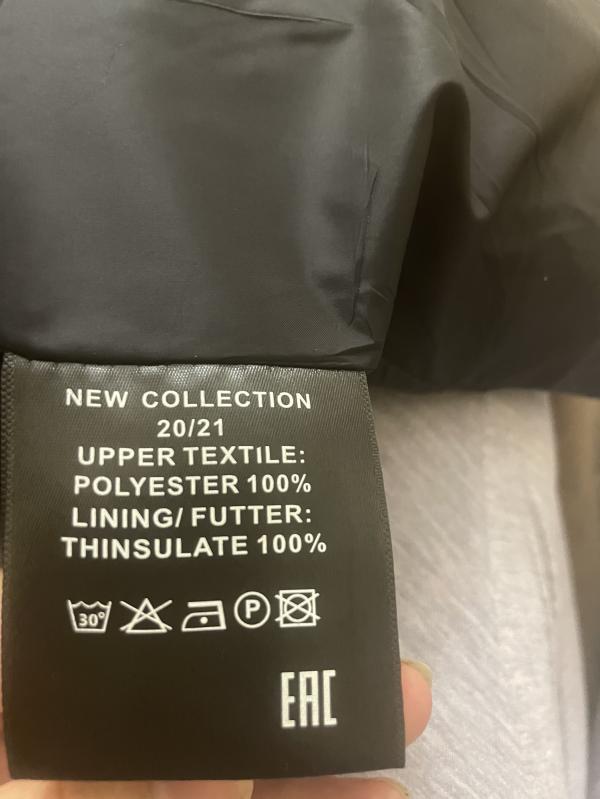 NEW COLLECTION
20/21
UPPER TEXTILE:
POLYESTER 100%
LINING/ FUTTER:
THINSULATE 100%
30° P
EAC